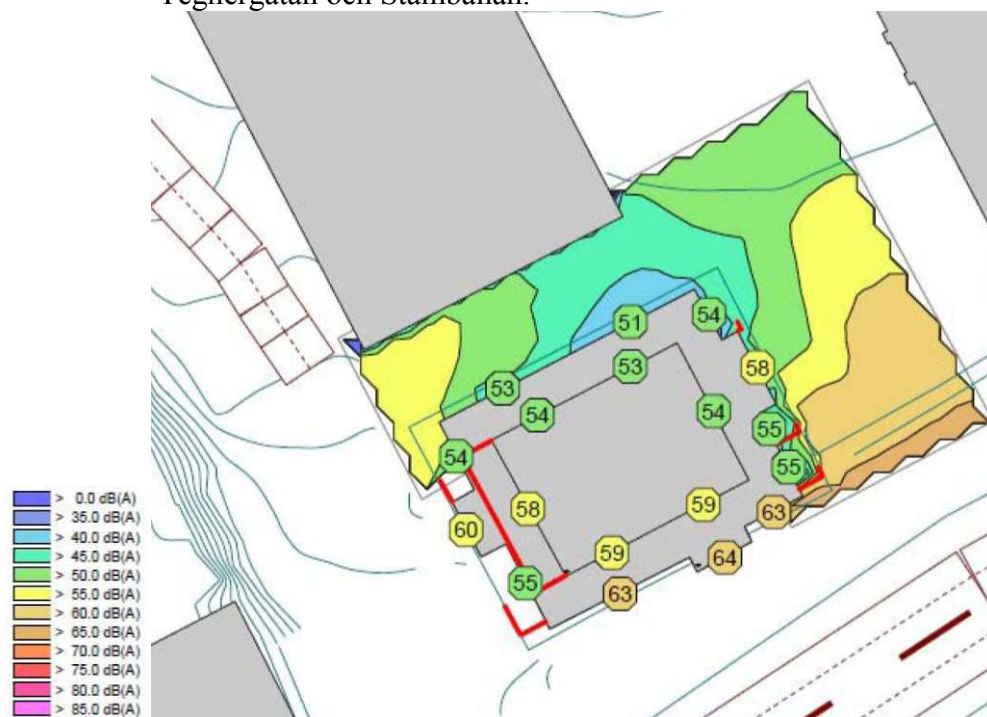 Tegnérgatan och Stambanan.
51
54
53
53
58
54
54
55
54
55
58
59
60
63
59
64
55
63
> 0.0 dB(A)
> 35.0 dB(A)
> 40.0 dB(A)
> 45.0 dB(A)
> 50.0 dB(A)
> 55.0 dB(A)
> 60.0 dB(A)
> 65.0 dB(A)
> 70.0 dB(A)
> 75.0 dB(A)
> 80.0 dB(A)
> 85.0 dB(A)